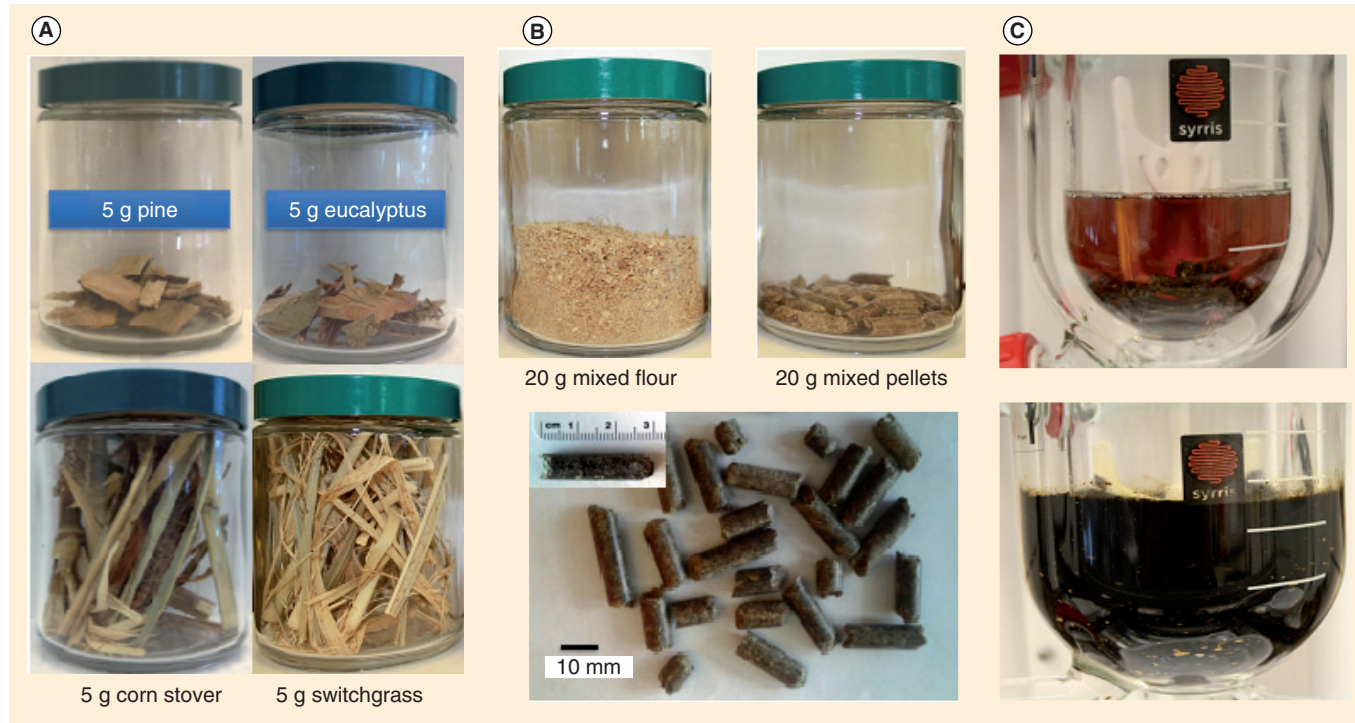 A
B
C
5 g pine
5 g eucalyptus
5 g corn stover
5 g switchgrass
20 g mixed flour
20 g mixed pellets
cm 1 2 3
10 mm
syrris
syrris